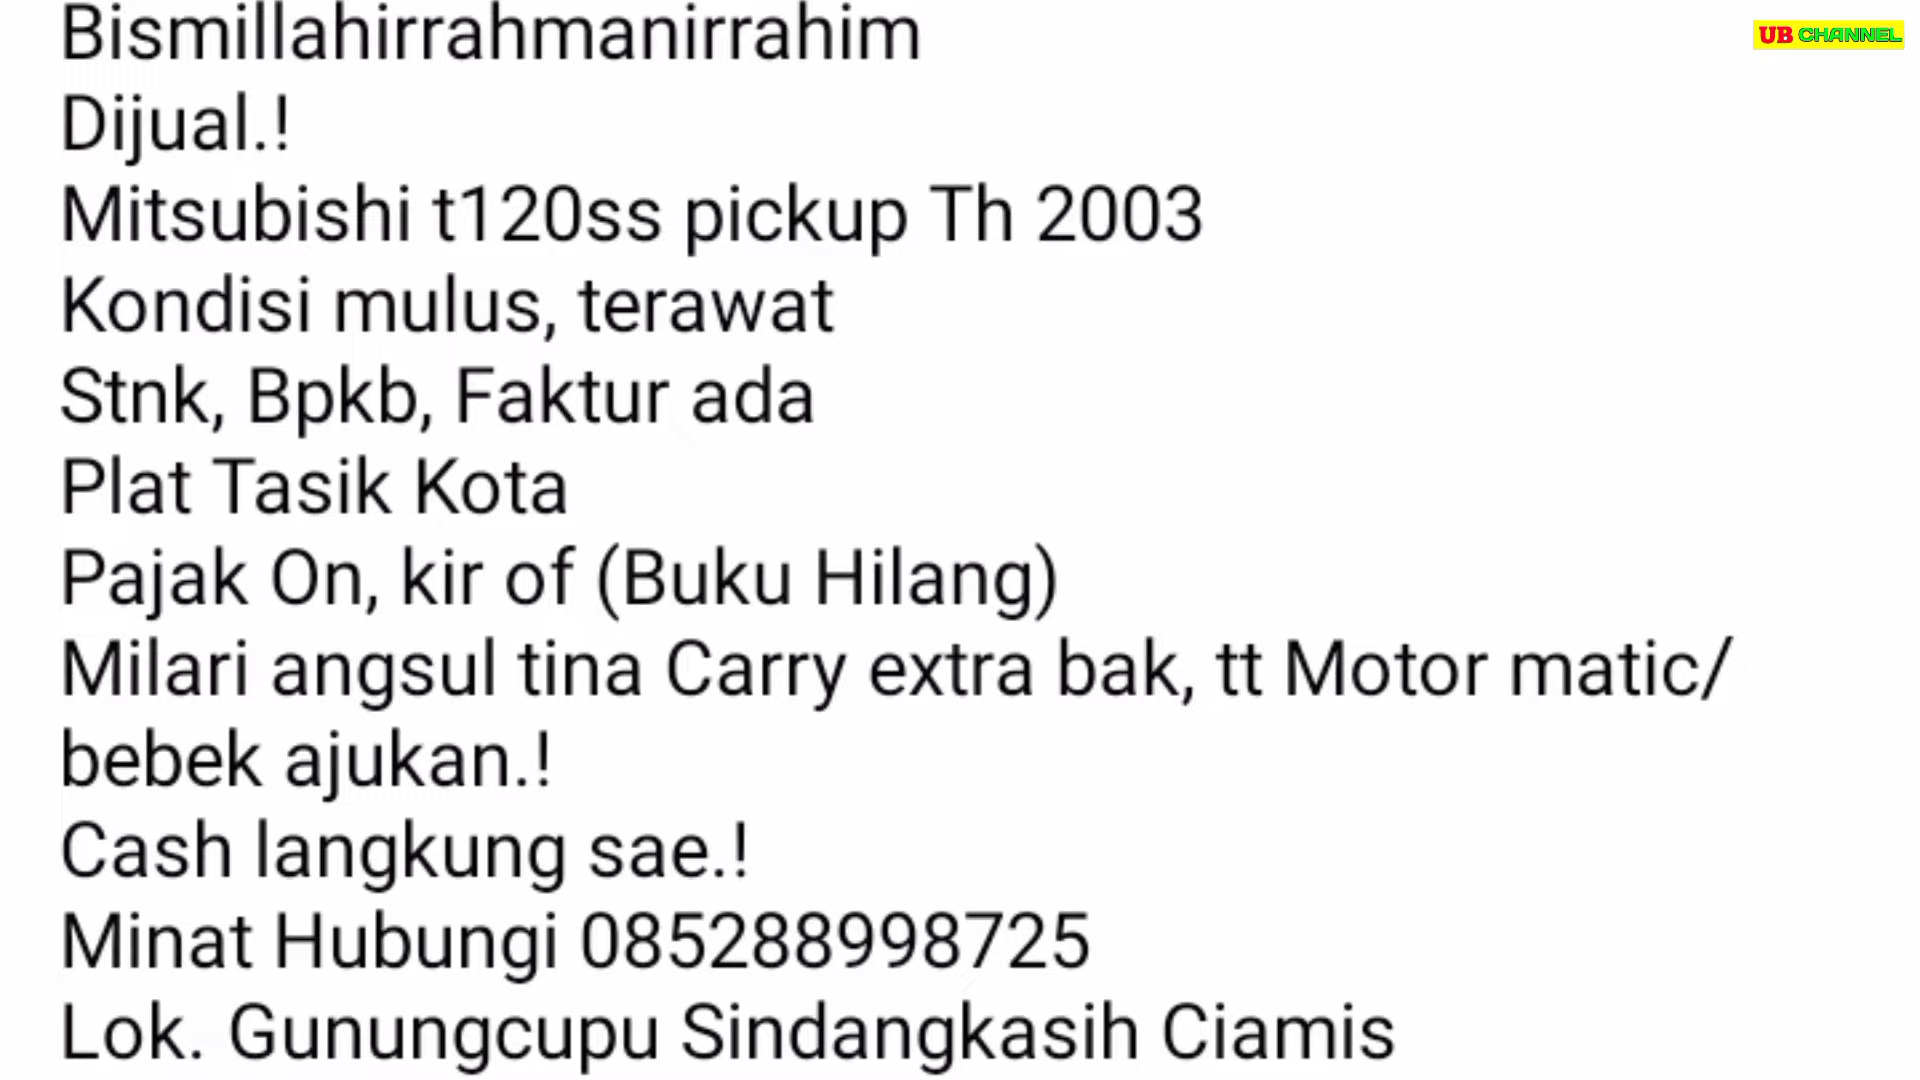 Bismillahirrahmanirrahim
UB CHANNEL
Dijual.!
Mitsubishi t120ss pickup Th 2003
Kondisi mulus, terawat
Stnk, Bpkb, Faktur ada
Plat Tasik Kota
Pajak On, kir of (Buku Hilang)
Milari angsul tina Carry extra bak, tt Motor matic/
bebek ajukan.!
Cash langkung sae.!
Minat Hubungi 085288998725
Lok. Gunungcupu Sindangkasih Ciamis